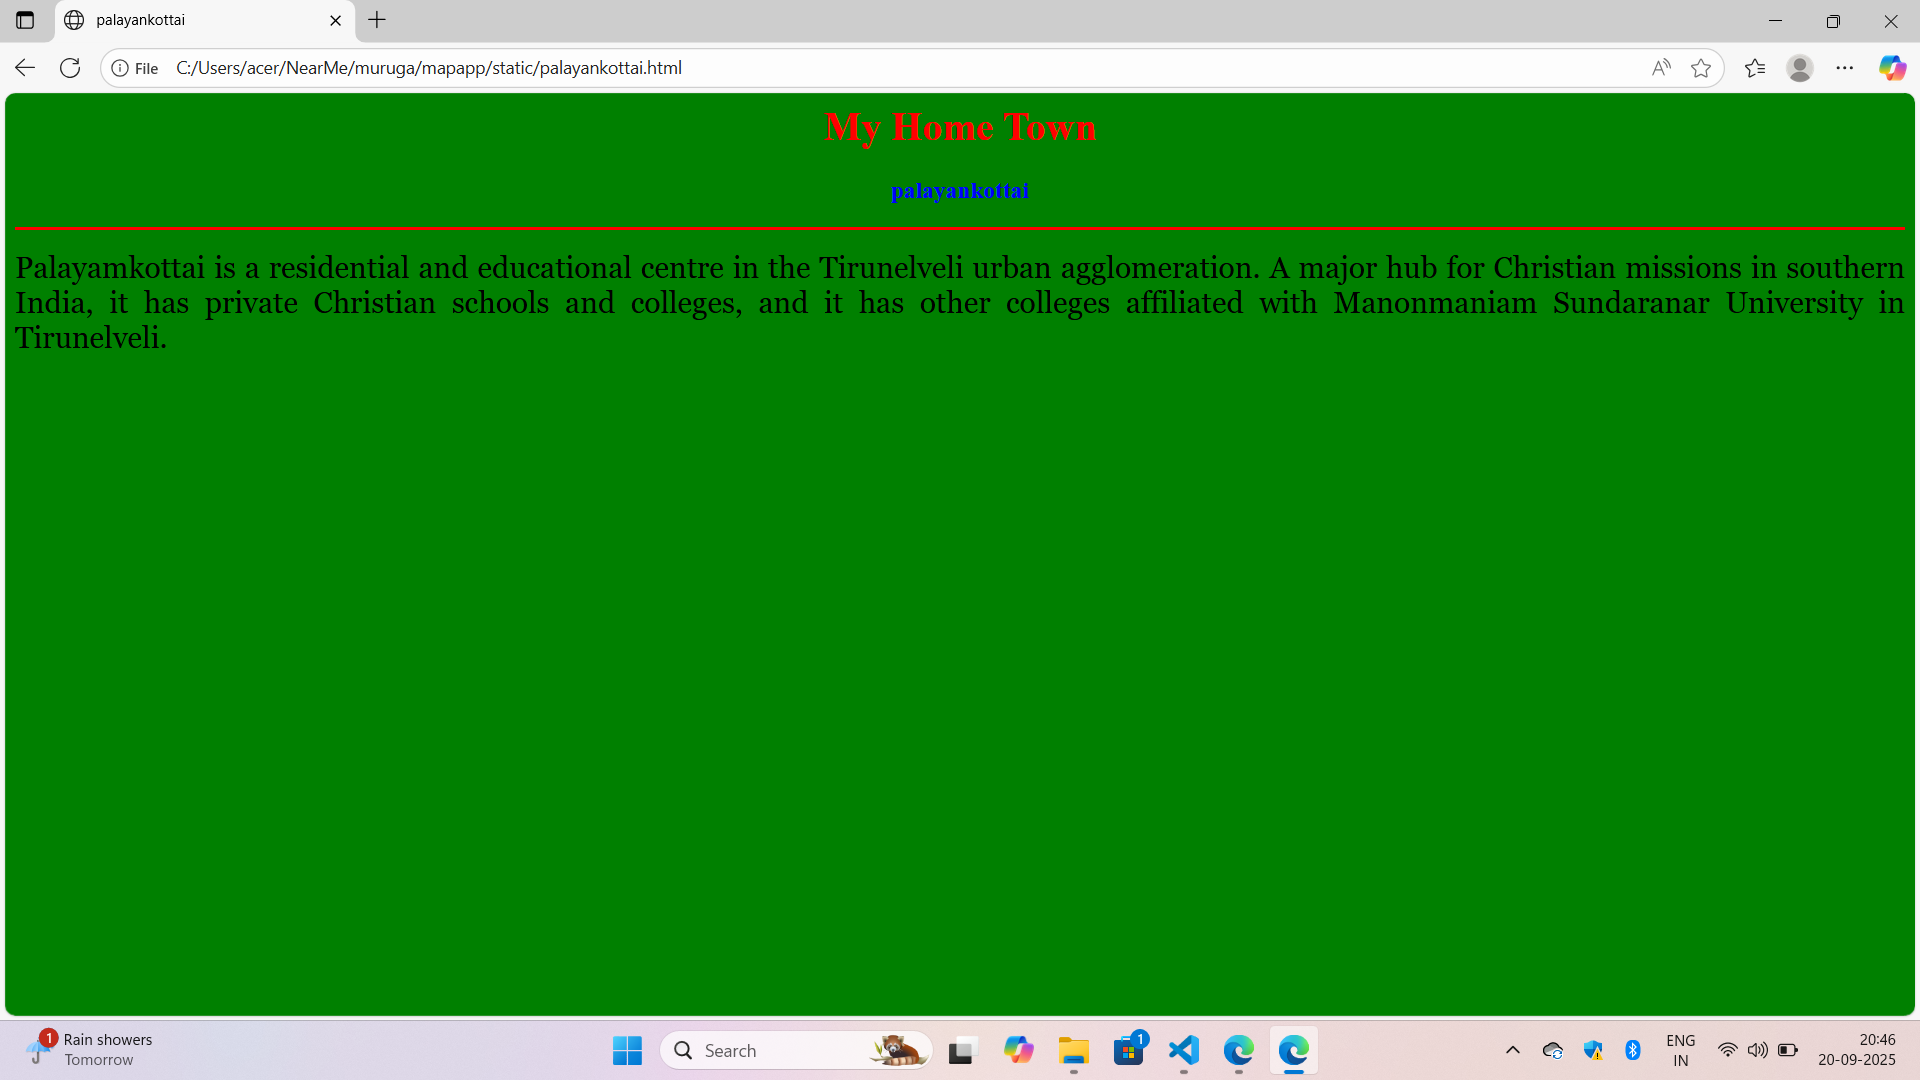 palayankottai
File C:/Users/acer/NearMe/muruga/mapapp/static/palayankottai.html
My Home Town
palayankottai
Palayamkottai is a residential and educational centre in the Tirunelveli urban agglomeration. A major hub for Christian missions in southern
India, it has private Christian schools and colleges, and it has other colleges affiliated with Manonmaniam Sundaranar University in
Tirunelveli.
1 Rain showers
Tomorrow
Search
1
ENG
IN
20:46
20-09-2025